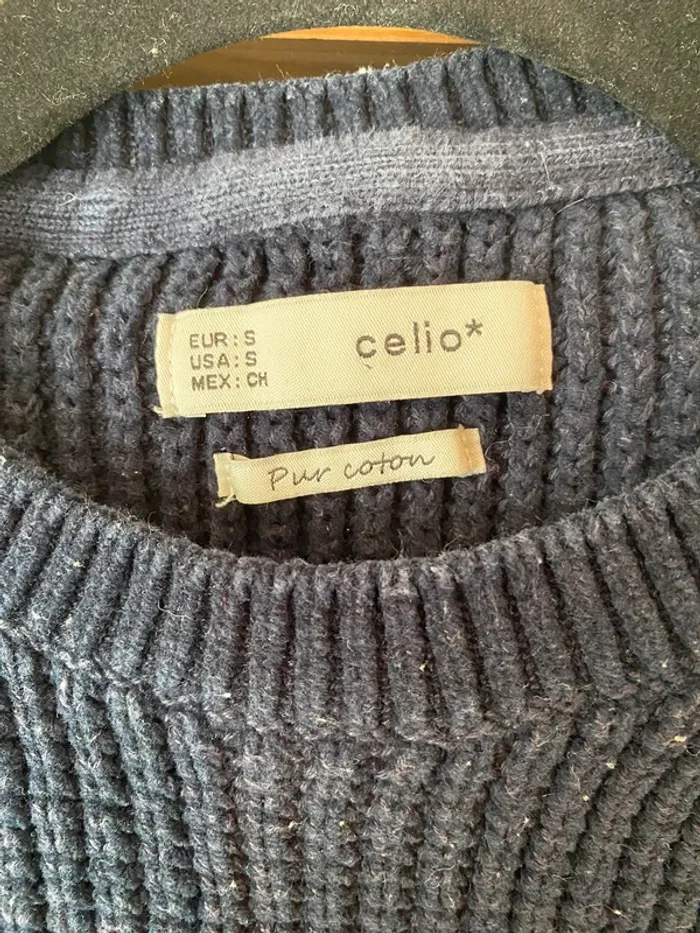 EUR: S
USA: S
MEX: CH
celio*
Pur coton